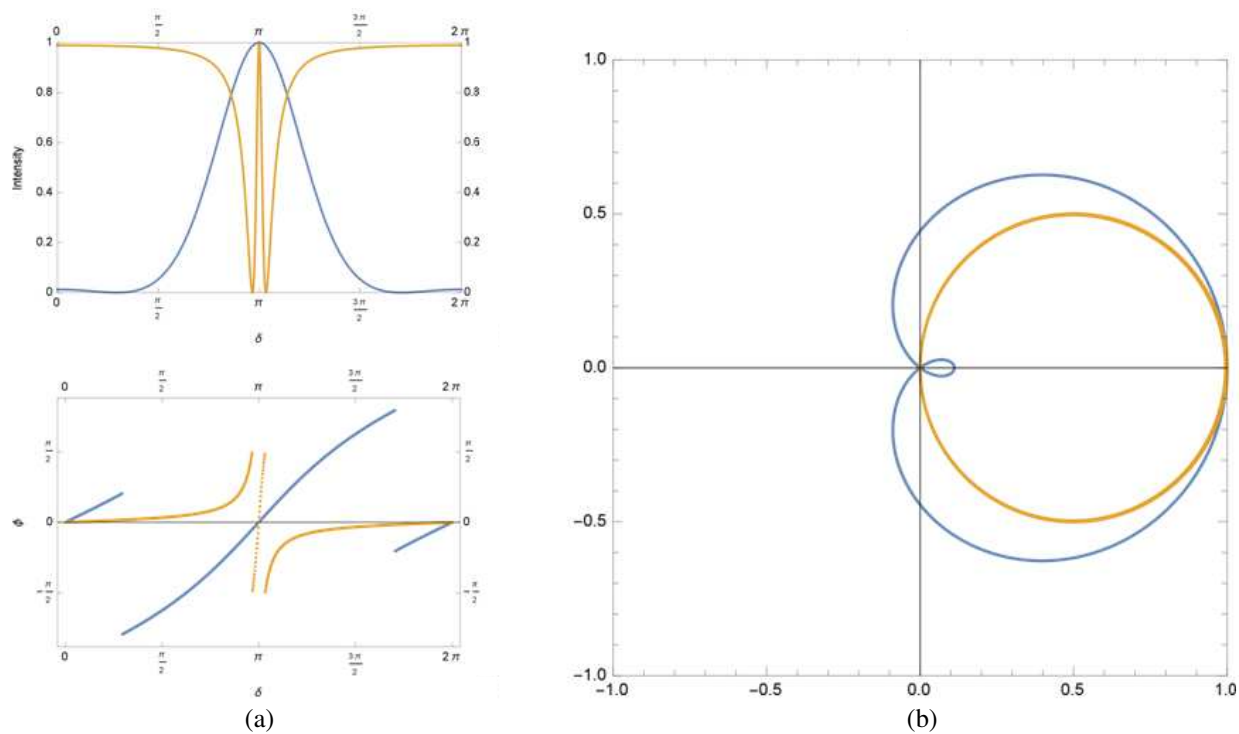 0 π/2 π 3π/2 2π
1 1
0.8 0.8
Intensity
0.6 0.6
0.4 0.4
0.2 0.2
0 0
0 π/2 π 3π/2 2π
δ
0 π/2 π 3π/2 2π
π/2 π/2
ϕ 0 0
-π/2 -π/2
0 π/2 π 3π/2 2π
δ
(a)
1.0
0.5
0.0
−0.5
−1.0
−1.0 −0.5 0.0 0.5 1.0
(b)